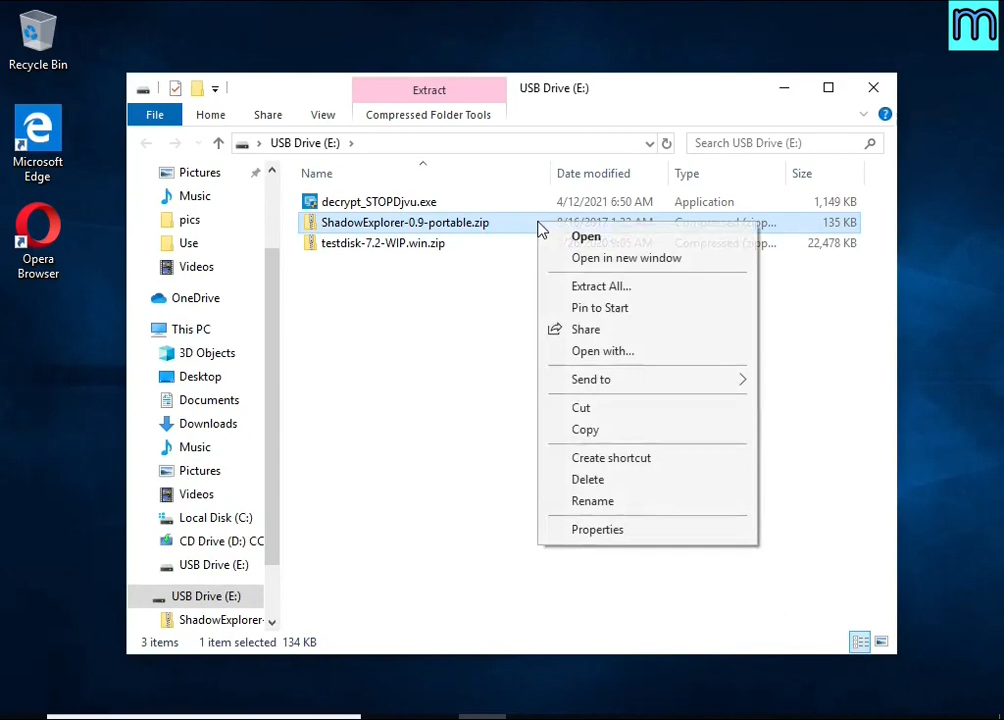 m
Recycle Bin
Microsoft
Edge
Opera
Browser
Extract
USB Drive (E:)
File
Home
Share
View
Compressed Folder Tools
USB Drive (E:)
Search USB Drive (E:)
Name
Date modified
Type
Size
decrypt_STOPDjvu.exe
4/12/2021 6:50 AM
Application
1,149 KB
ShadowExplorer-0.9-portable.zip
Compressed (zipp...
135 KB
testdisk-7.2-WIP.win.zip
Compressed (zipp...
22,478 KB
Pictures
Music
pics
Use
Videos
OneDrive
This PC
3D Objects
Desktop
Documents
Downloads
Music
Pictures
Videos
Local Disk (C:)
CD Drive (D:) CC
USB Drive (E:)
USB Drive (E:)
ShadowExplorer-
Open
Open in new window
Extract All...
Pin to Start
Share
Open with...
Send to
Cut
Copy
Create shortcut
Delete
Rename
Properties
3 items
1 item selected
134 KB